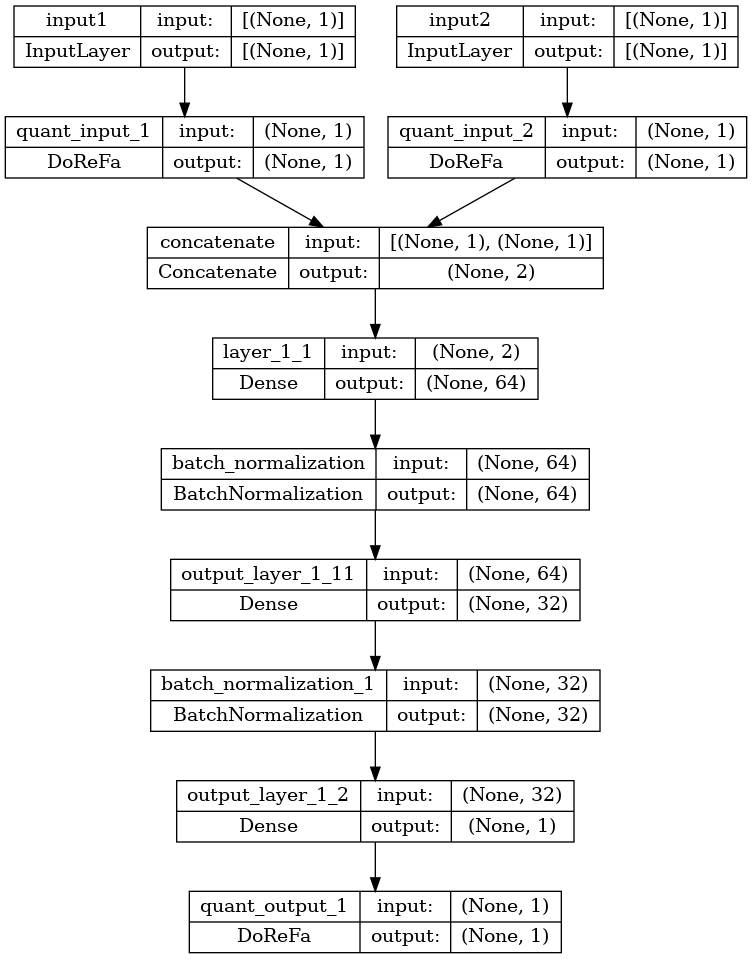 input1 input: [(None, 1)]
InputLayer output: [(None, 1)]
input2 input: [(None, 1)]
InputLayer output: [(None, 1)]
quant_input_1 input: (None, 1)
DoReFa output: (None, 1)
quant_input_2 input: (None, 1)
DoReFa output: (None, 1)
concatenate input: [(None, 1), (None, 1)]
Concatenate output: (None, 2)
layer_1_1 input: (None, 2)
Dense output: (None, 64)
batch_normalization input: (None, 64)
BatchNormalization output: (None, 64)
output_layer_1_11 input: (None, 64)
Dense output: (None, 32)
batch_normalization_1 input: (None, 32)
BatchNormalization output: (None, 32)
output_layer_1_2 input: (None, 32)
Dense output: (None, 1)
quant_output_1 input: (None, 1)
DoReFa output: (None, 1)